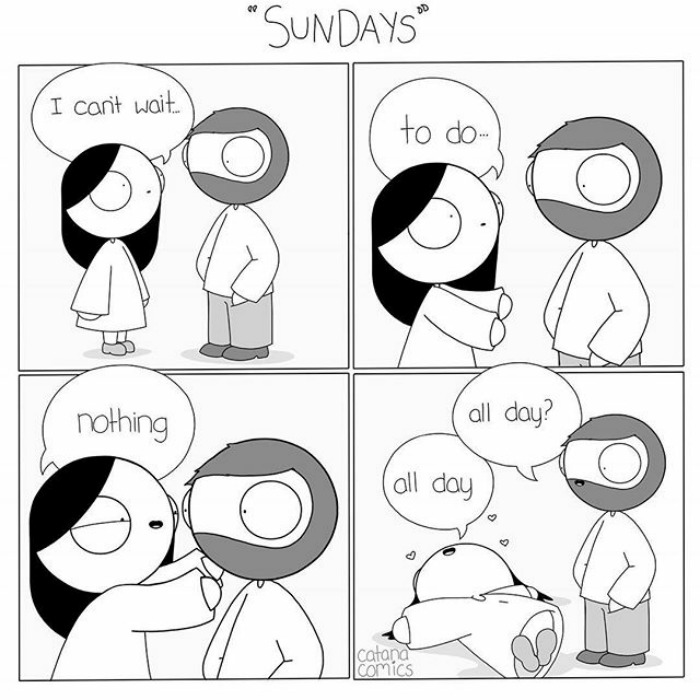 "SUNDAYS"
I can't wait...
to do...
nothing
all day?
all day
catana
comics